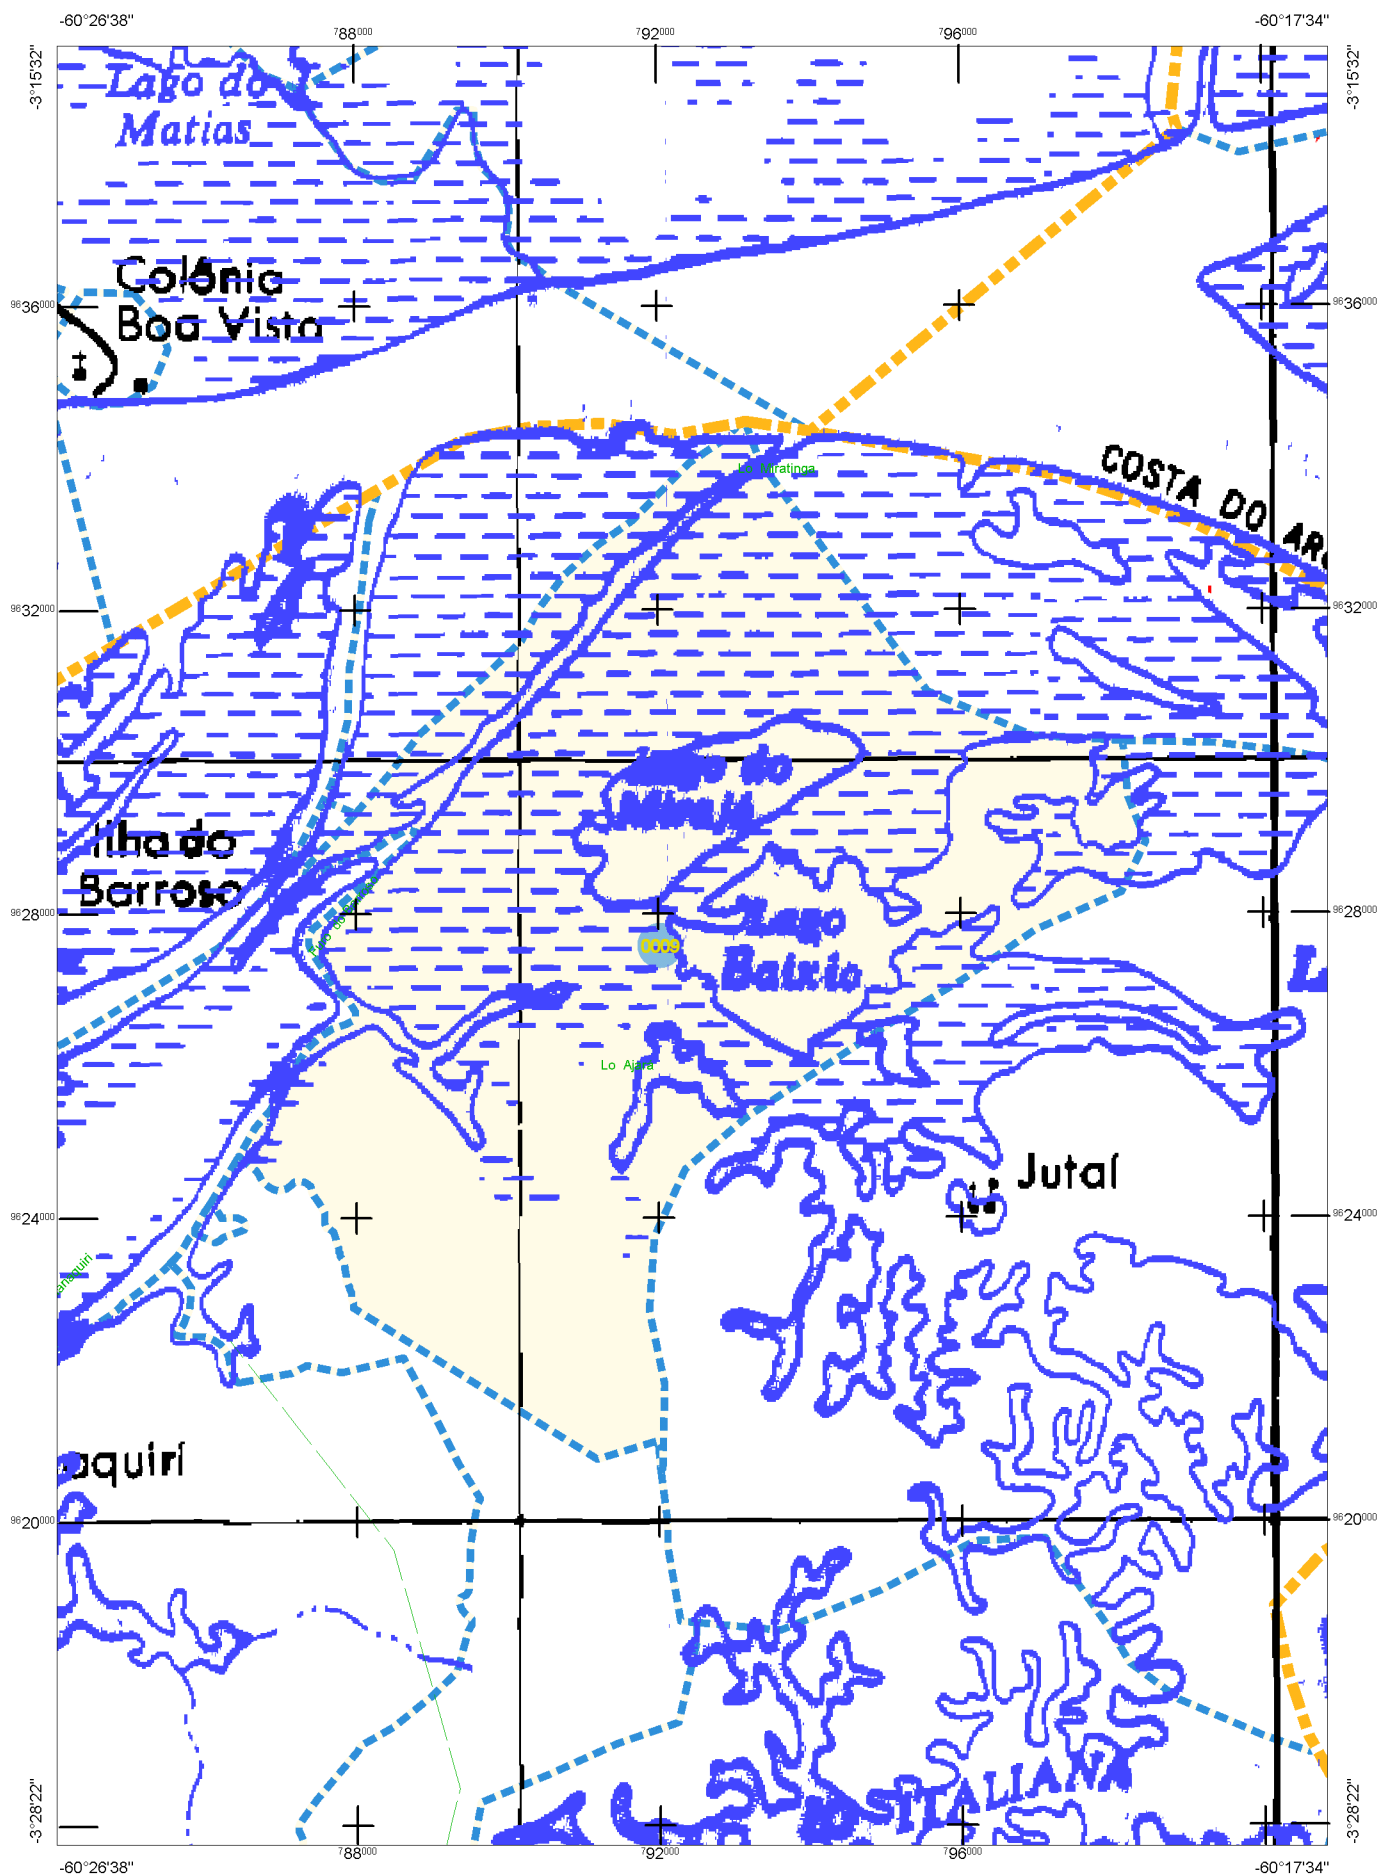 -60°26'38"
-60°17'34"
788000
792000
796000
-3°15'32"
-3°15'32"
Lago do
Matias
Colônia
Boa Vista
9636000
9636000
Lo Miratinga
COSTA DO
9632000
9632000
Lago do
Ilha do
Barroso
9628000
9628000
Lago
Baixio
0009
Lo Ajara
Jutaí
9624000
9624000
anaquiri
aquirí
9620000
9620000
ITALIANA
-3°28'22"
-3°28'22"
788000
792000
796000
-60°26'38"
-60°17'34"